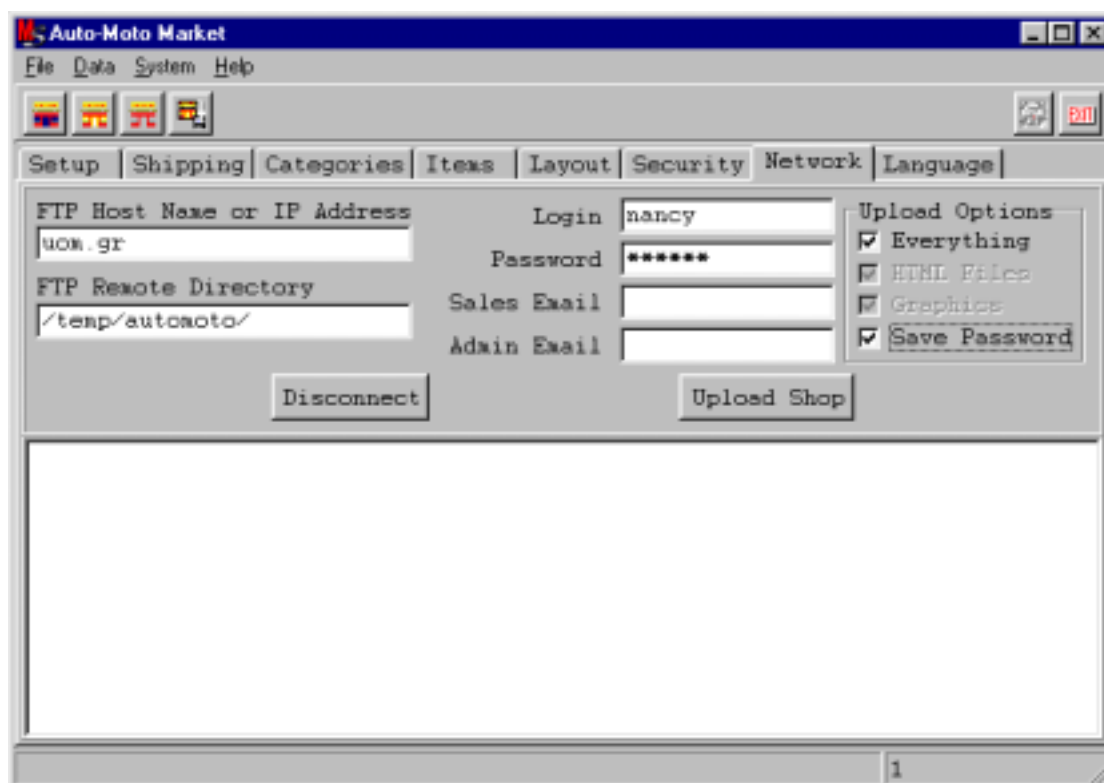 Auto-Moto Market
File Data System Help
EXIT
Setup Shipping Categories Items Layout Security Network Language
FTP Host Name or IP Address
uom.gr
FTP Remote Directory
/temp/automoto/
Login nancy
Password ******
Sales Email
Admin Email
Upload Options
Everything
HTML Files
Graphics
Save Password
Disconnect Upload Shop
1